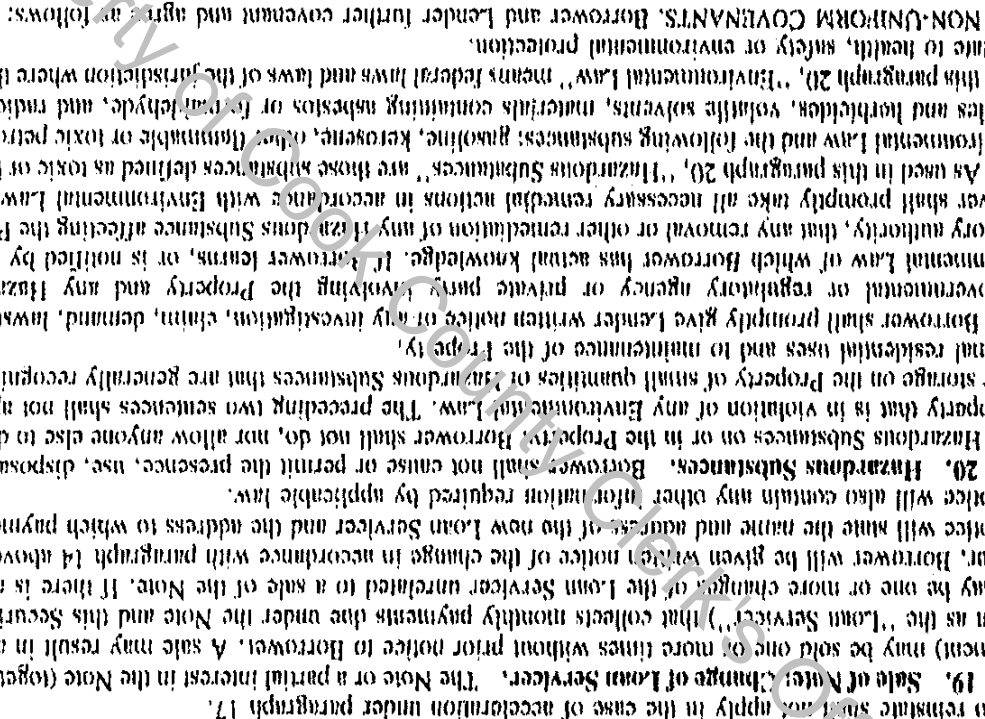 o reinstate shall not apply in the case of acceleration under paragraph 17.
19. Sale of Note; Change of Loan Servicer. The Note or a partial interest in the Note (toget
ment) may be sold one or more times without prior notice to Borrower. A sale may result in a
n as the "Loan Servicer") that collects monthly payments due under the Note and this Securi
ay be one or more changes of the Loan Servicer unrelated to a sale of the Note. If there is a
er, Borrower will be given written notice of the change in accordance with paragraph 14 above
otice will state the name and address of the new Loan Servicer and the address to which payme
otice will also contain any other information required by applicable law.
20. Hazardous Substances. Borrower shall not cause or permit the presence, use, disposa
Hazardous Substances on or in the Property. Borrower shall not do, nor allow anyone else to d
operty that is in violation of any Environmental Law. The preceding two sentences shall not ap
r storage on the Property of small quantities of Hazardous Substances that are generally recogni
nal residential uses and to maintenance of the Property.
Borrower shall promptly give Lender written notice of any investigation, claim, demand, laws
overnmental or regulatory agency or private party involving the Property and any Hazar
nmental Law of which Borrower has actual knowledge. If Borrower learns, or is notified by
tory authority, that any removal or other remediation of any Hazardous Substance affecting the P
wer shall promptly take all necessary remedial actions in accordance with Environmental Law
As used in this paragraph 20, "Hazardous Substances" are those substances defined as toxic or h
ironmental Law and the following substances: gasoline, kerosene, other flammable or toxic petro
des and herbicides, volatile solvents, materials containing asbestos or formaldehyde, and radio
this paragraph 20, "Environmental Law" means federal laws and laws of the jurisdiction where th
late to health, safety or environmental protection.
NON-UNIFORM COVENANTS. Borrower and Lender further covenant and agree as follows:
erty of Cook County Clerk's Of